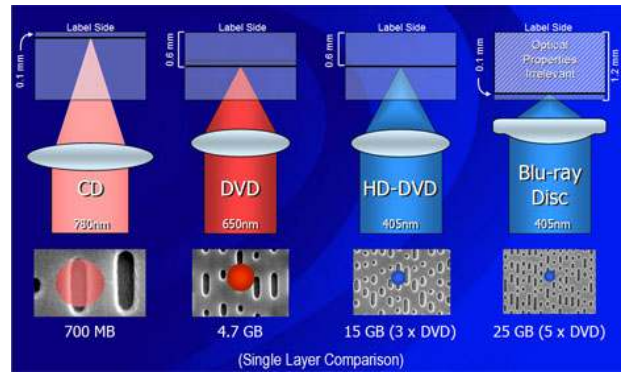 Label Side
0.1 mm
CD
780nm
700 MB
Label Side
0.6 mm
DVD
650nm
4.7 GB
Label Side
0.6 mm
HD-DVD
405nm
15 GB (3 x DVD)
Label Side
0.1 mm
Optical
Properties
Irrelevant
1.2 mm
Blu-ray
Disc
405nm
25 GB (5 x DVD)
(Single Layer Comparison)